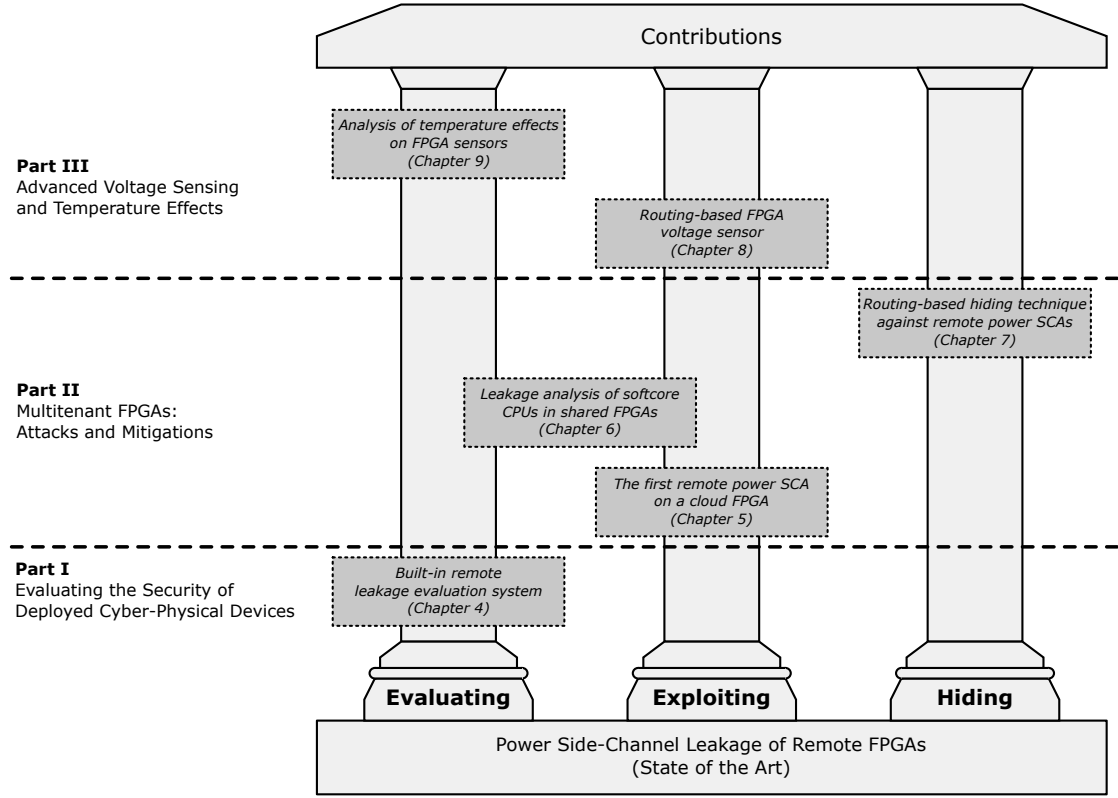 Contributions
Analysis of temperature effects
on FPGA sensors
(Chapter 9)
Part III
Advanced Voltage Sensing
and Temperature Effects
Routing-based FPGA
voltage sensor
(Chapter 8)
Routing-based hiding technique
against remote power SCAs
(Chapter 7)
Part II
Multitenant FPGAs:
Attacks and Mitigations
Leakage analysis of softcore
CPUs in shared FPGAs
(Chapter 6)
The first remote power SCA
on a cloud FPGA
(Chapter 5)
Part I
Evaluating the Security of
Deployed Cyber-Physical Devices
Built-in remote
leakage evaluation system
(Chapter 4)
Evaluating
Exploiting
Hiding
Power Side-Channel Leakage of Remote FPGAs
(State of the Art)